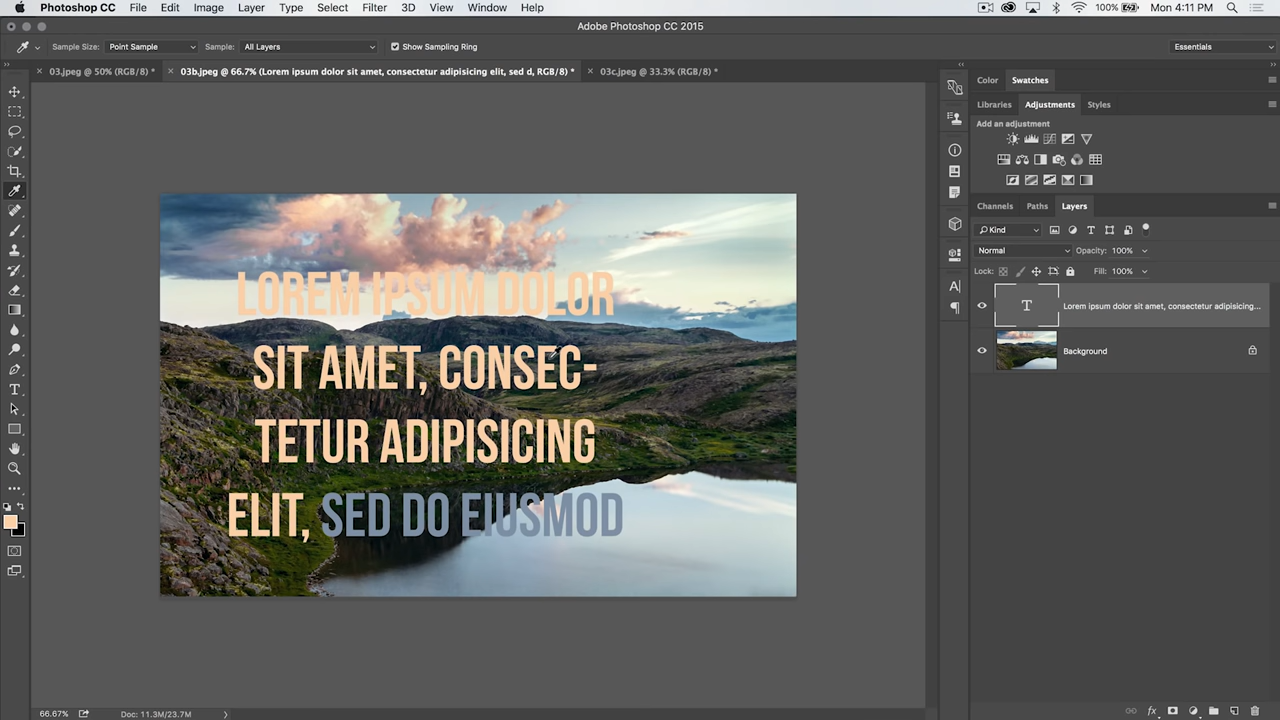 Photoshop CC File Edit Image Layer Type Select Filter 3D View Window Help 100% Mon 4:11 PM
Adobe Photoshop CC 2015
Sample Size: Point Sample Sample: All Layers Show Sampling Ring Essentials
03.jpeg @ 50% (RGB/8) * 03b.jpeg @ 66.7% (Lorem ipsum dolor sit amet, consectetur adipisicing elit, sed d, RGB/8) * 03c.jpeg @ 33.3% (RGB/8) *
Color Swatches
Libraries Adjustments Styles
Add an adjustment
Channels Paths Layers
Kind
Normal Opacity: 100%
Lock: Fill: 100%
T Lorem ipsum dolor sit amet, consectetur adipisicing...
Background
LOREM IPSUM DOLOR
SIT AMET, CONSEC-
TETUR ADIPISICING
ELIT, SED DO EIUSMOD
66.67% Doc: 11.3M/23.7M
fx